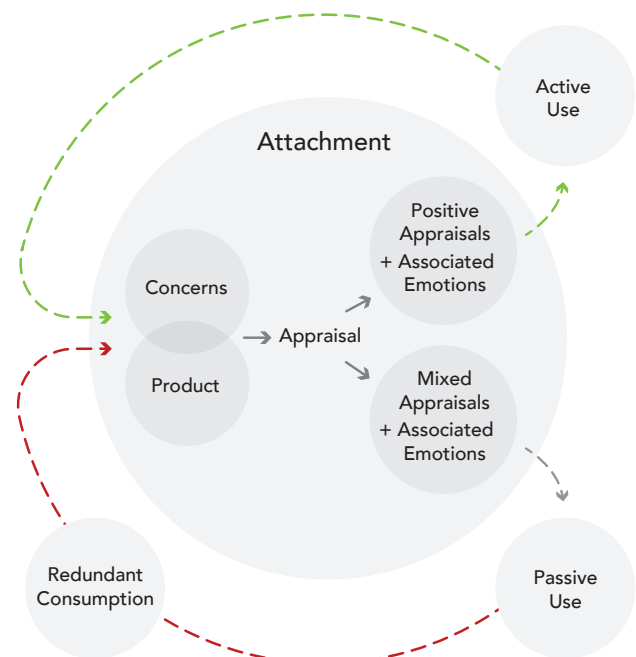 Active
Use
Attachment
Positive
Appraisals
+ Associated
Emotions
Concerns
Appraisal
Product
Mixed
Appraisals
+ Associated
Emotions
Redundant
Consumption
Passive
Use